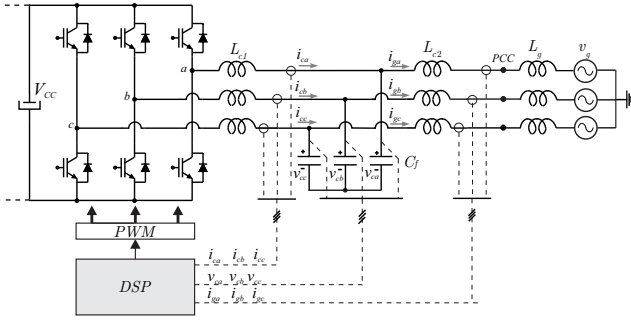 L_c1 i_ca i_ga L_c2 PCC L_g v_g
a
V_CC
b i_cb i_gb
c i_cc i_gc
v_cc v_cb v_ca C_f
PWM
DSP
i_ca i_cb i_cc
v_ca v_cb v_cc
i_ga i_gb i_gc